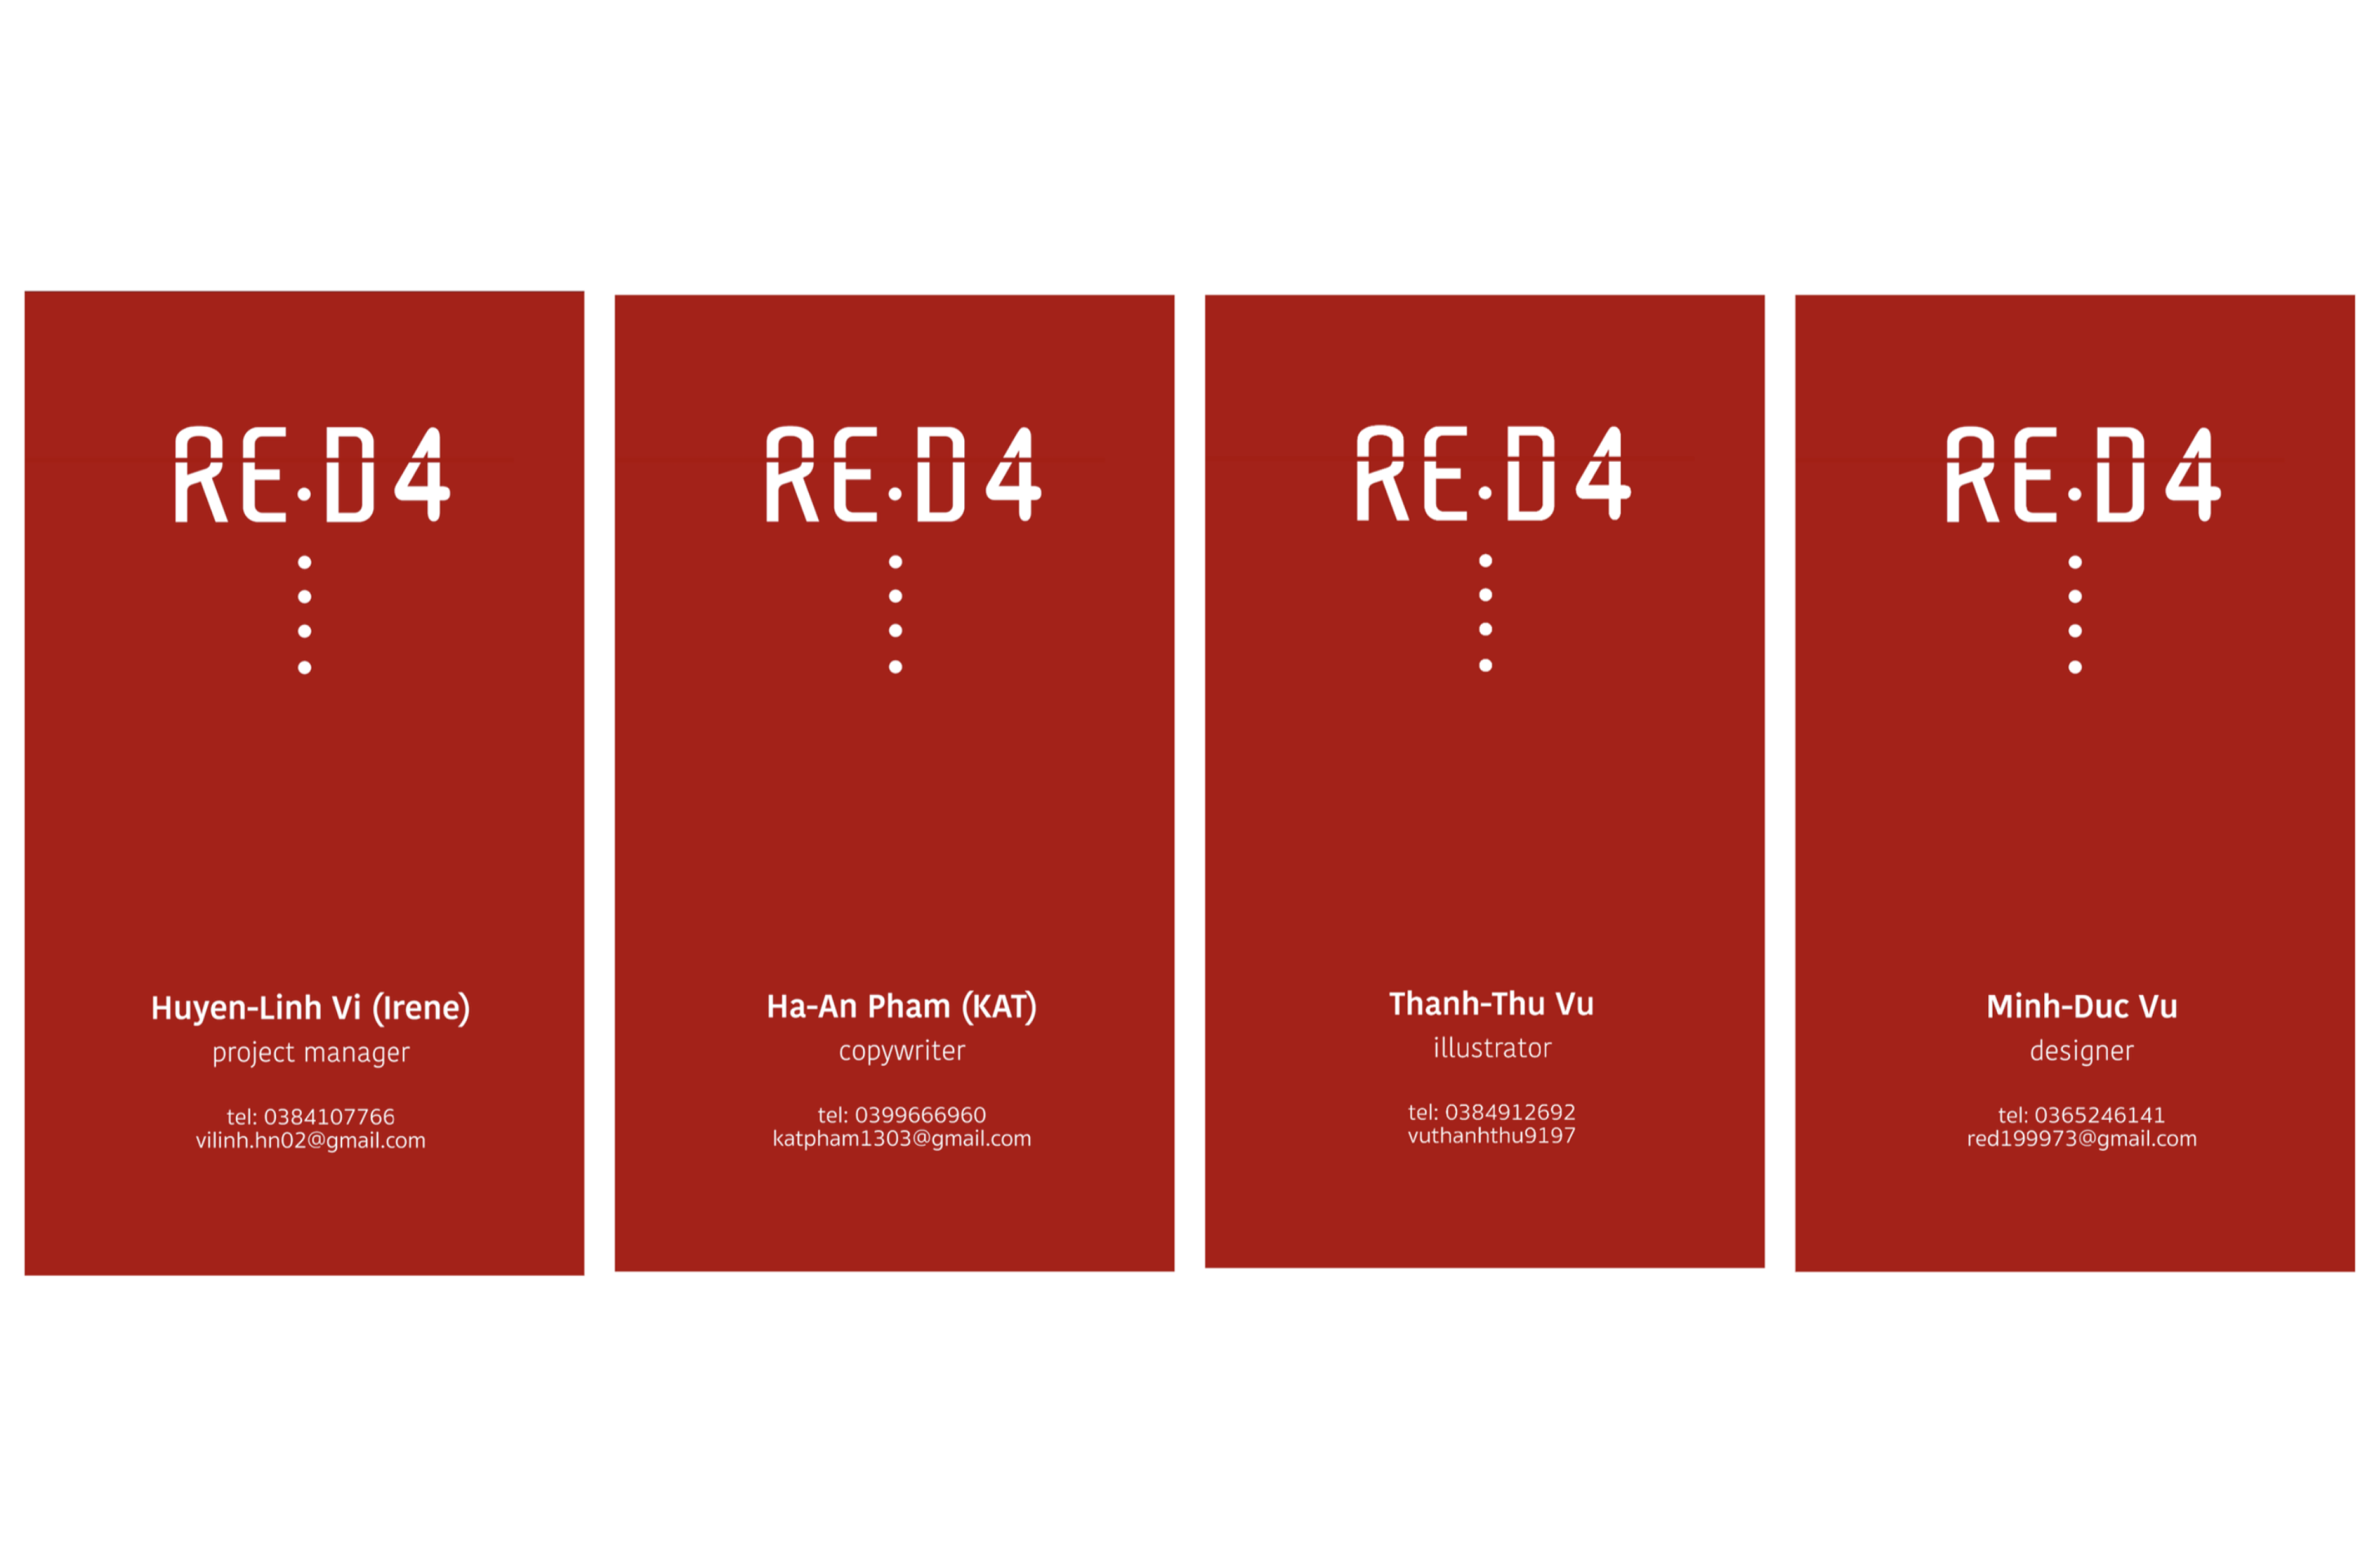 RE.D4
Huyen-Linh Vi (Irene)
project manager
tel: 0384107766
vilinh.hn02@gmail.com
RE.D4
Ha-An Pham (KAT)
copywriter
tel: 0399666960
katpham1303@gmail.com
RE.D4
Thanh-Thu Vu
illustrator
tel: 0384912692
vuthanhthu9197
RE.D4
Minh-Duc Vu
designer
tel: 0365246141
red199973@gmail.com